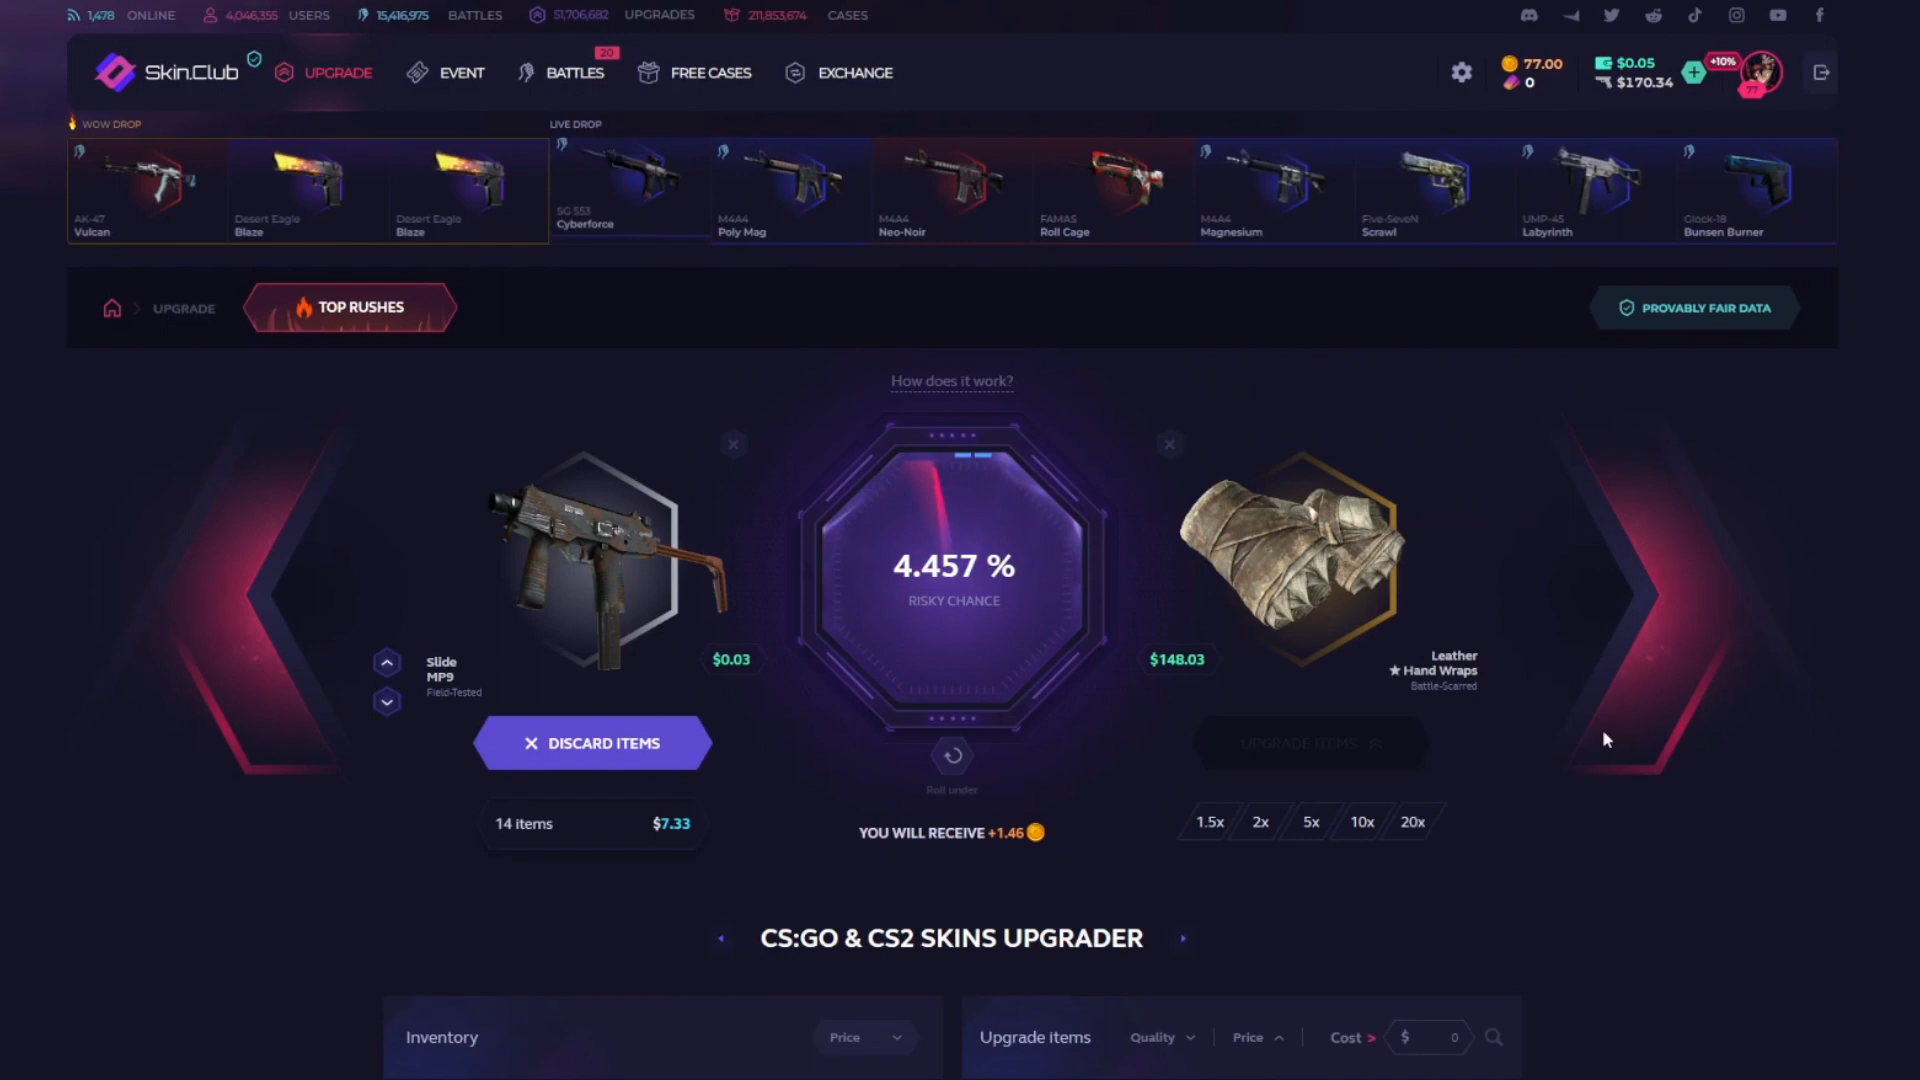 1,478 ONLINE 4,046,355 USERS 15,416,975 BATTLES 51,706,682 UPGRADES 211,853,674 CASES
Skin.Club UPGRADE EVENT BATTLES 20 FREE CASES EXCHANGE
77.00 $0.05 +10%
0 $170.34 77
WOW DROP LIVE DROP
AK-47 Desert Eagle Desert Eagle SG 553 M4A4 M4A4 FAMAS M4A4 Five-SeveN UMP-45 Glock-18
Vulcan Blaze Blaze Cyberforce Poly Mag Neo-Noir Roll Cage Magnesium Scrawl Labyrinth Bunsen Burner
UPGRADE TOP RUSHES PROVABLY FAIR DATA
How does it work?
4.457 %
RISKY CHANCE
Slide
MP9
Field-Tested
$0.03
$148.03
Leather
★ Hand Wraps
Battle-Scarred
DISCARD ITEMS
UPGRADE ITEMS
Roll under
14 items $7.33
YOU WILL RECEIVE +1.46
1.5x 2x 5x 10x 20x
CS:GO & CS2 SKINS UPGRADER
Inventory Price
Upgrade items Quality Price Cost > $ 0